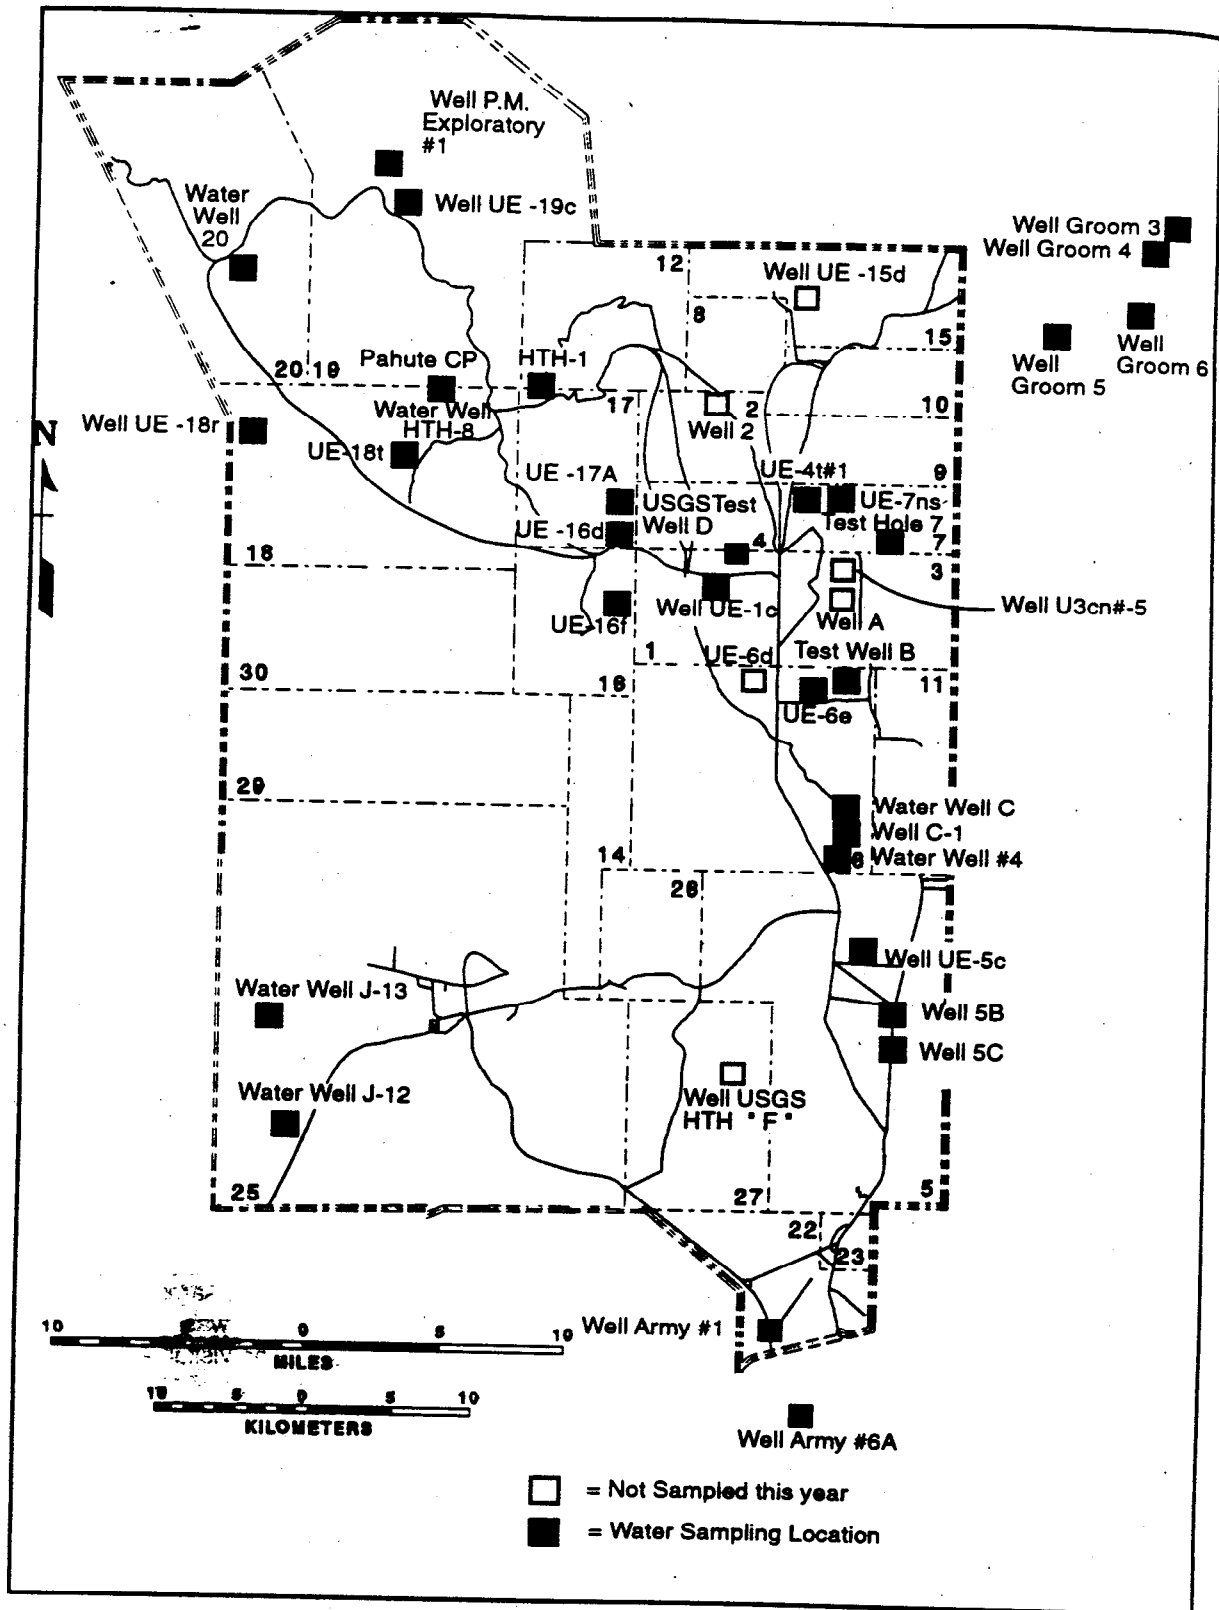 Well P.M.
Exploratory
#1
Water
Well
20
Well UE -19c
Well Groom 3
Well Groom 4
12
Well UE -15d
8
15
Well
Groom 5
Well
Groom 6
20 19
Pahute CP
HTH-1
17
2
10
Well UE -18r
Water Well
HTH-8
Well 2
N
UE-18t
UE -17A
UE-4t#1
9
USGS Test
Well D
UE-7ns
Test Hole 7
UE -16d
4
7
18
3
Well UE-1c
Well A
Well U3cn#-5
UE-16f
1
UE-6d
Test Well B
30
16
11
UE-6e
29
Water Well C
Well C-1
14
6
Water Well #4
26
Well UE-5c
Water Well J-13
Well 5B
Well 5C
Water Well J-12
Well USGS
HTH "F"
25
27
5
22
23
Well Army #1
10 0 5 10
MILES
10 5 0 5 10
KILOMETERS
Well Army #6A
= Not Sampled this year
= Water Sampling Location